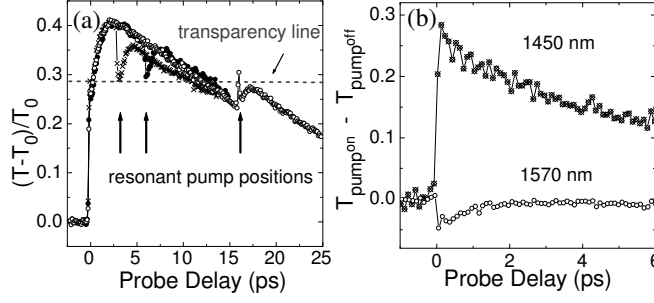 (a)
transparency line
resonant pump positions
(T-T0)/T0
0.4
0.3
0.2
0.1
0.0
0 5 10 15 20 25
Probe Delay (ps)
(b)
1450 nm
1570 nm
Tpumpon - Tpumpoff
0.3
0.2
0.1
0.0
0 2 4 6
Probe Delay (ps)